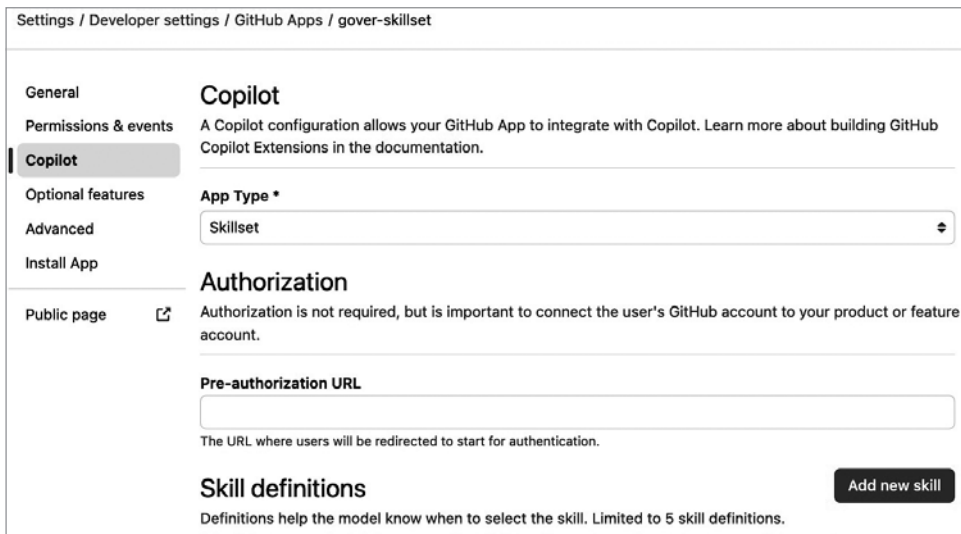 Settings / Developer settings / GitHub Apps / gover-skillset
General
Permissions & events
Copilot
Optional features
Advanced
Install App
Public page
Copilot
A Copilot configuration allows your GitHub App to integrate with Copilot. Learn more about building GitHub
Copilot Extensions in the documentation.
App Type *
Skillset
Authorization
Authorization is not required, but is important to connect the user's GitHub account to your product or feature
account.
Pre-authorization URL
The URL where users will be redirected to start for authentication.
Skill definitions
Add new skill
Definitions help the model know when to select the skill. Limited to 5 skill definitions.